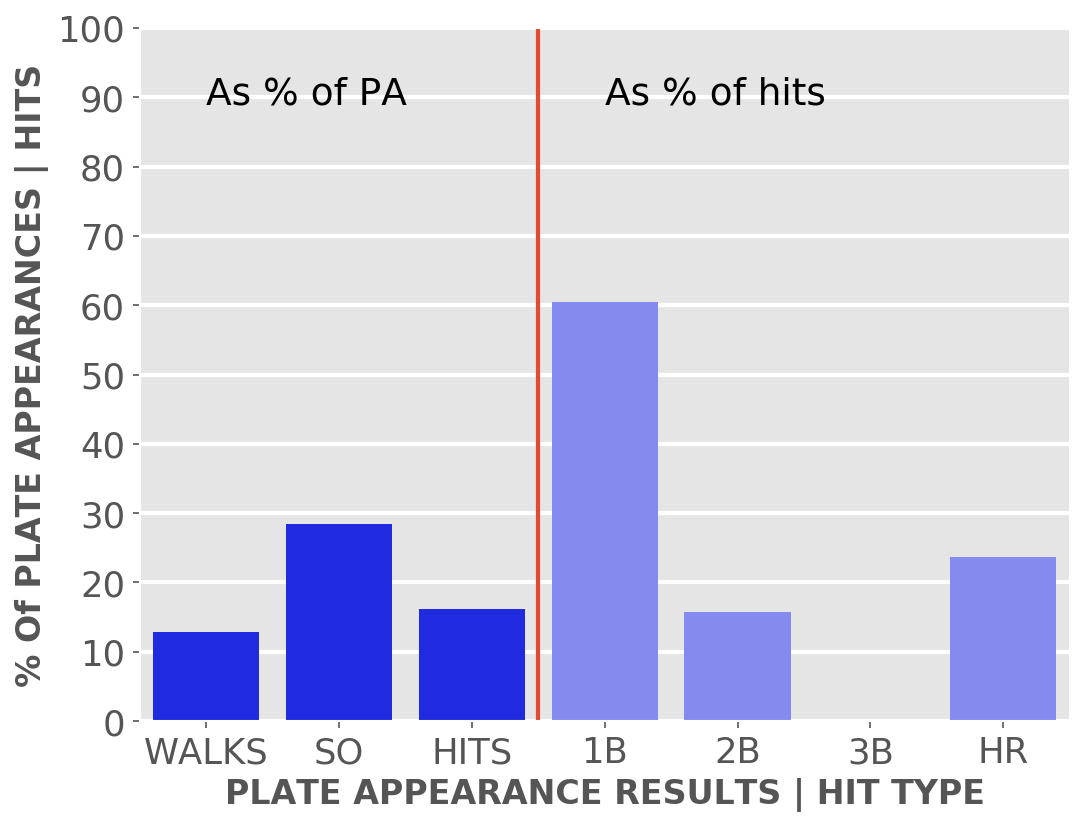 % Of PLATE APPEARANCES | HITS
100
90
80
70
60
50
40
30
20
10
0
As % of PA
As % of hits
WALKS SO HITS 1B 2B 3B HR
PLATE APPEARANCE RESULTS | HIT TYPE